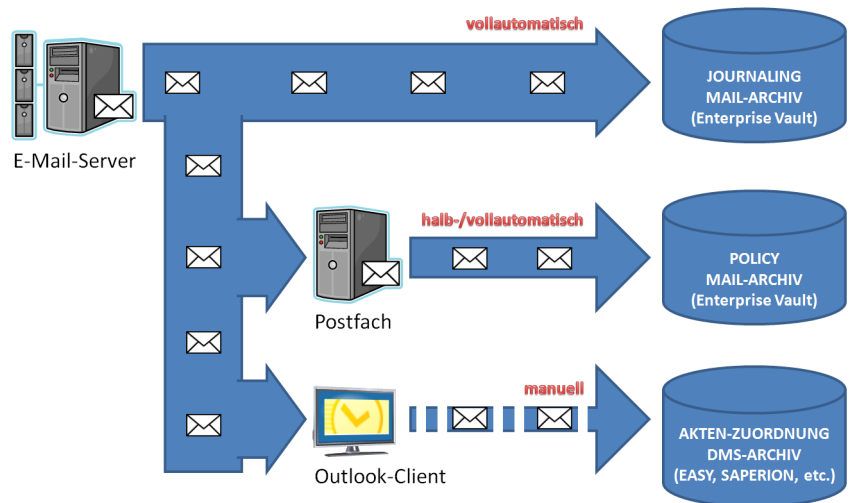 vollautomatisch
JOURNALING
MAIL-ARCHIV
(Enterprise Vault)
E-Mail-Server
halb-/vollautomatisch
POLICY
MAIL-ARCHIV
(Enterprise Vault)
Postfach
manuell
AKTEN-ZUORDNUNG
DMS-ARCHIV
(EASY, SAPERION, etc.)
Outlook-Client